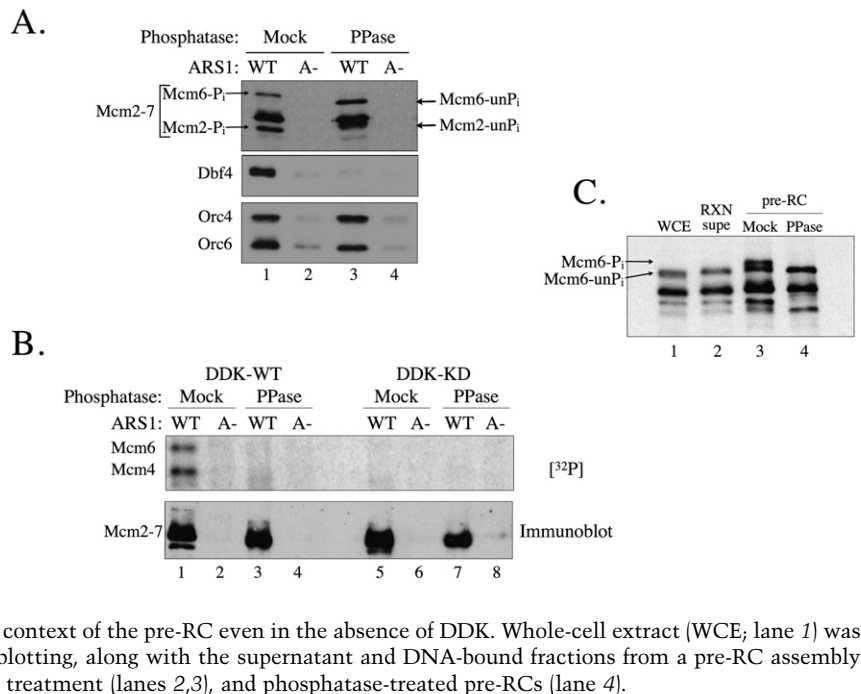 A.
Phosphatase: Mock PPase
ARS1: WT A- WT A-
Mcm2-7
Mcm6-Pi
Mcm2-Pi
Mcm6-unPi
Mcm2-unPi
Dbf4
Orc4
Orc6
1 2 3 4
C.
pre-RC
WCE RXN supe Mock PPase
Mcm6-Pi
Mcm6-unPi
1 2 3 4
B.
DDK-WT DDK-KD
Phosphatase: Mock PPase Mock PPase
ARS1: WT A- WT A- WT A- WT A-
Mcm6
Mcm4
[32P]
Mcm2-7
Immunoblot
1 2 3 4 5 6 7 8
context of the pre-RC even in the absence of DDK. Whole-cell extract (WCE; lane 1) was
plotting, along with the supernatant and DNA-bound fractions from a pre-RC assembly
treatment (lanes 2,3), and phosphatase-treated pre-RCs (lane 4).